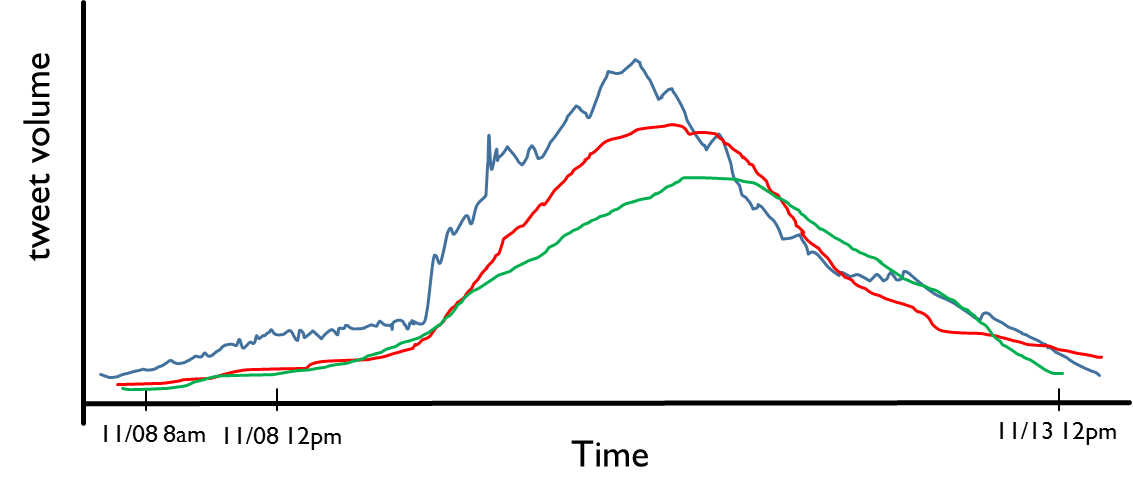 tweet volume
11/08 8am
11/08 12pm
11/13 12pm
Time